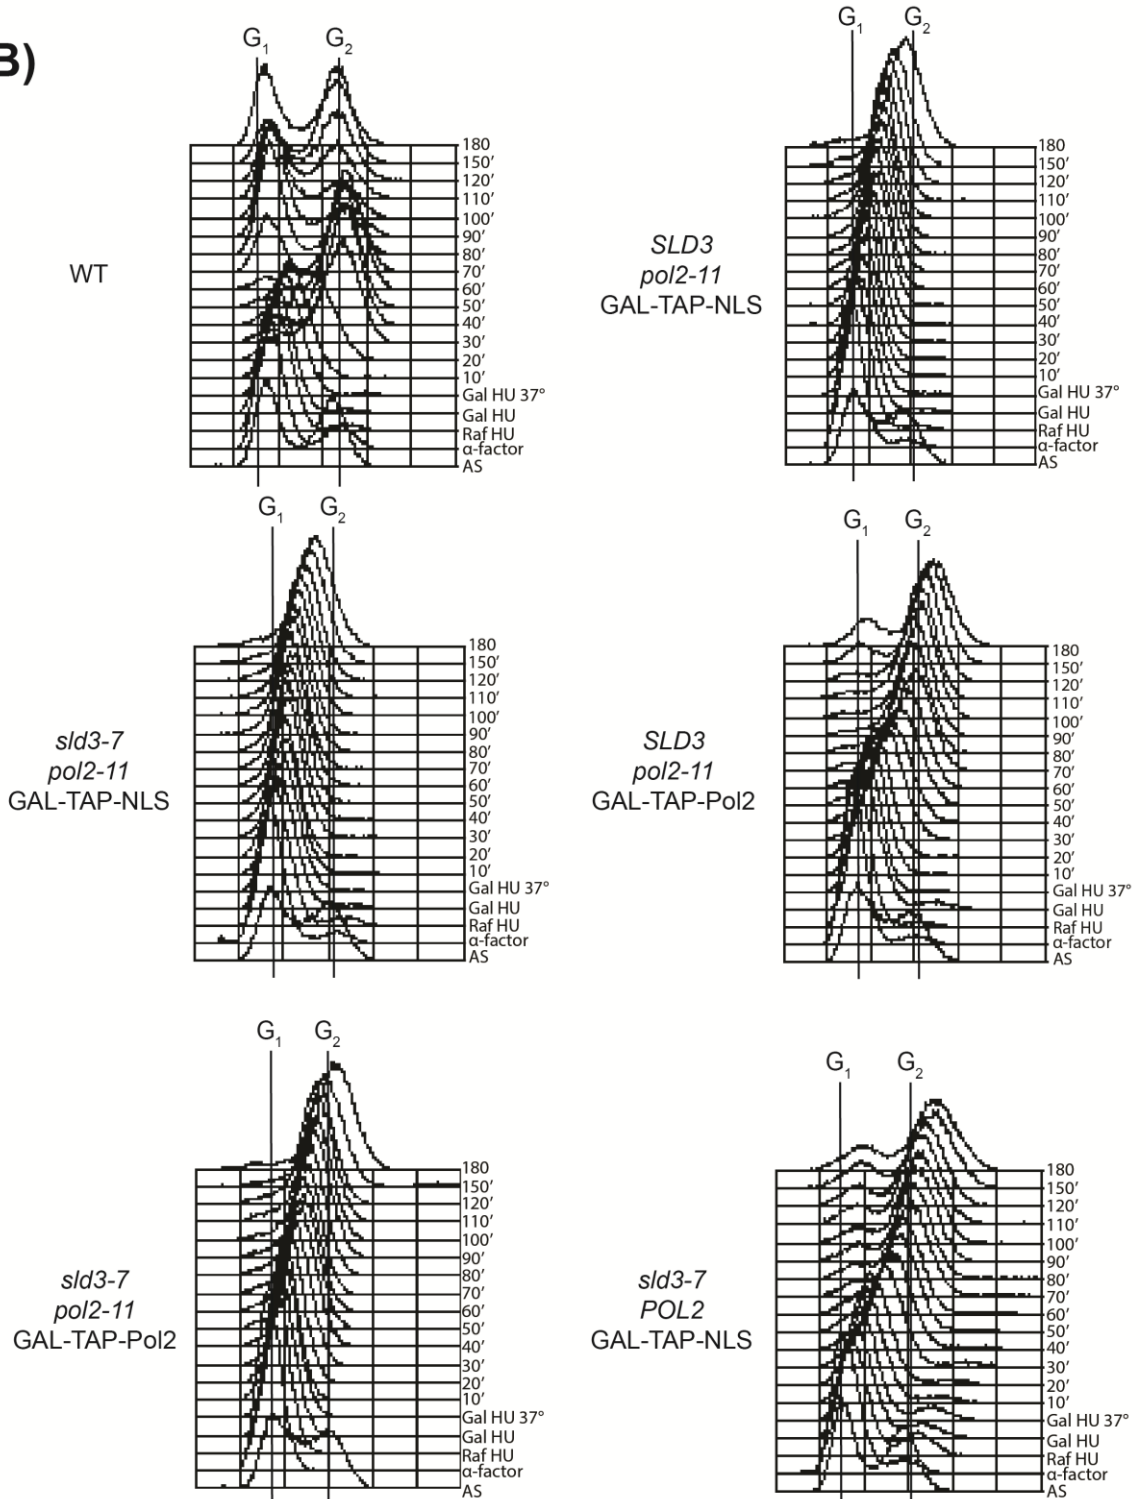 B)
G1 G2
180
150′
120′
110′
100′
90′
80′
70′
60′
50′
40′
30′
20′
10′
Gal HU 37°
Gal HU
Raf HU
α-factor
AS
WT
G1 G2
180
150′
120′
110′
100′
90′
80′
70′
60′
50′
40′
30′
20′
10′
Gal HU 37°
Gal HU
Raf HU
α-factor
AS
SLD3
pol2-11
GAL-TAP-NLS
G1 G2
180
150′
120′
110′
100′
90′
80′
70′
60′
50′
40′
30′
20′
10′
Gal HU 37°
Gal HU
Raf HU
α-factor
AS
sld3-7
pol2-11
GAL-TAP-NLS
G1 G2
180
150′
120′
110′
100′
90′
80′
70′
60′
50′
40′
30′
20′
10′
Gal HU 37°
Gal HU
Raf HU
α-factor
AS
SLD3
pol2-11
GAL-TAP-Pol2
G1 G2
180
150′
120′
110′
100′
90′
80′
70′
60′
50′
40′
30′
20′
10′
Gal HU 37°
Gal HU
Raf HU
α-factor
AS
sld3-7
pol2-11
GAL-TAP-Pol2
G1 G2
180
150′
120′
110′
100′
90′
80′
70′
60′
50′
40′
30′
20′
10′
Gal HU 37°
Gal HU
Raf HU
α-factor
AS
sld3-7
POL2
GAL-TAP-NLS